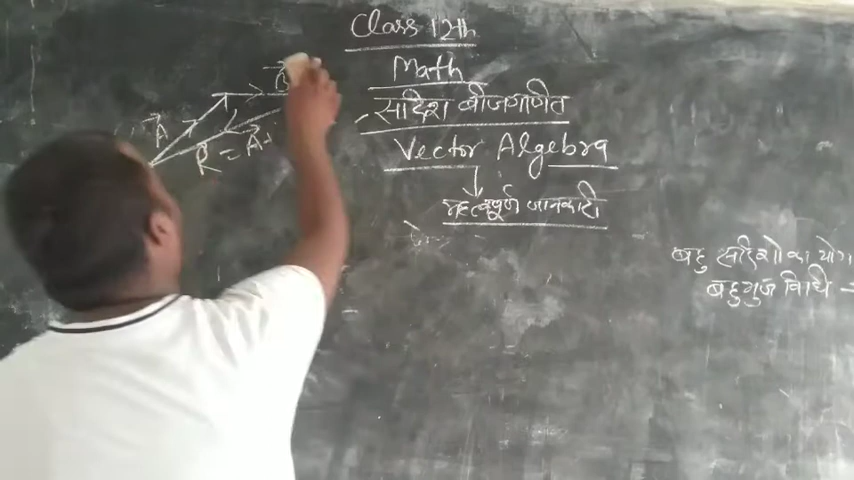 Class 12th
Math
सदिश बीजगणित
Vector Algebra
महत्वपूर्ण जानकारी
A
R = A+
बहु सदिशो का योग
बहुभुज विधि -